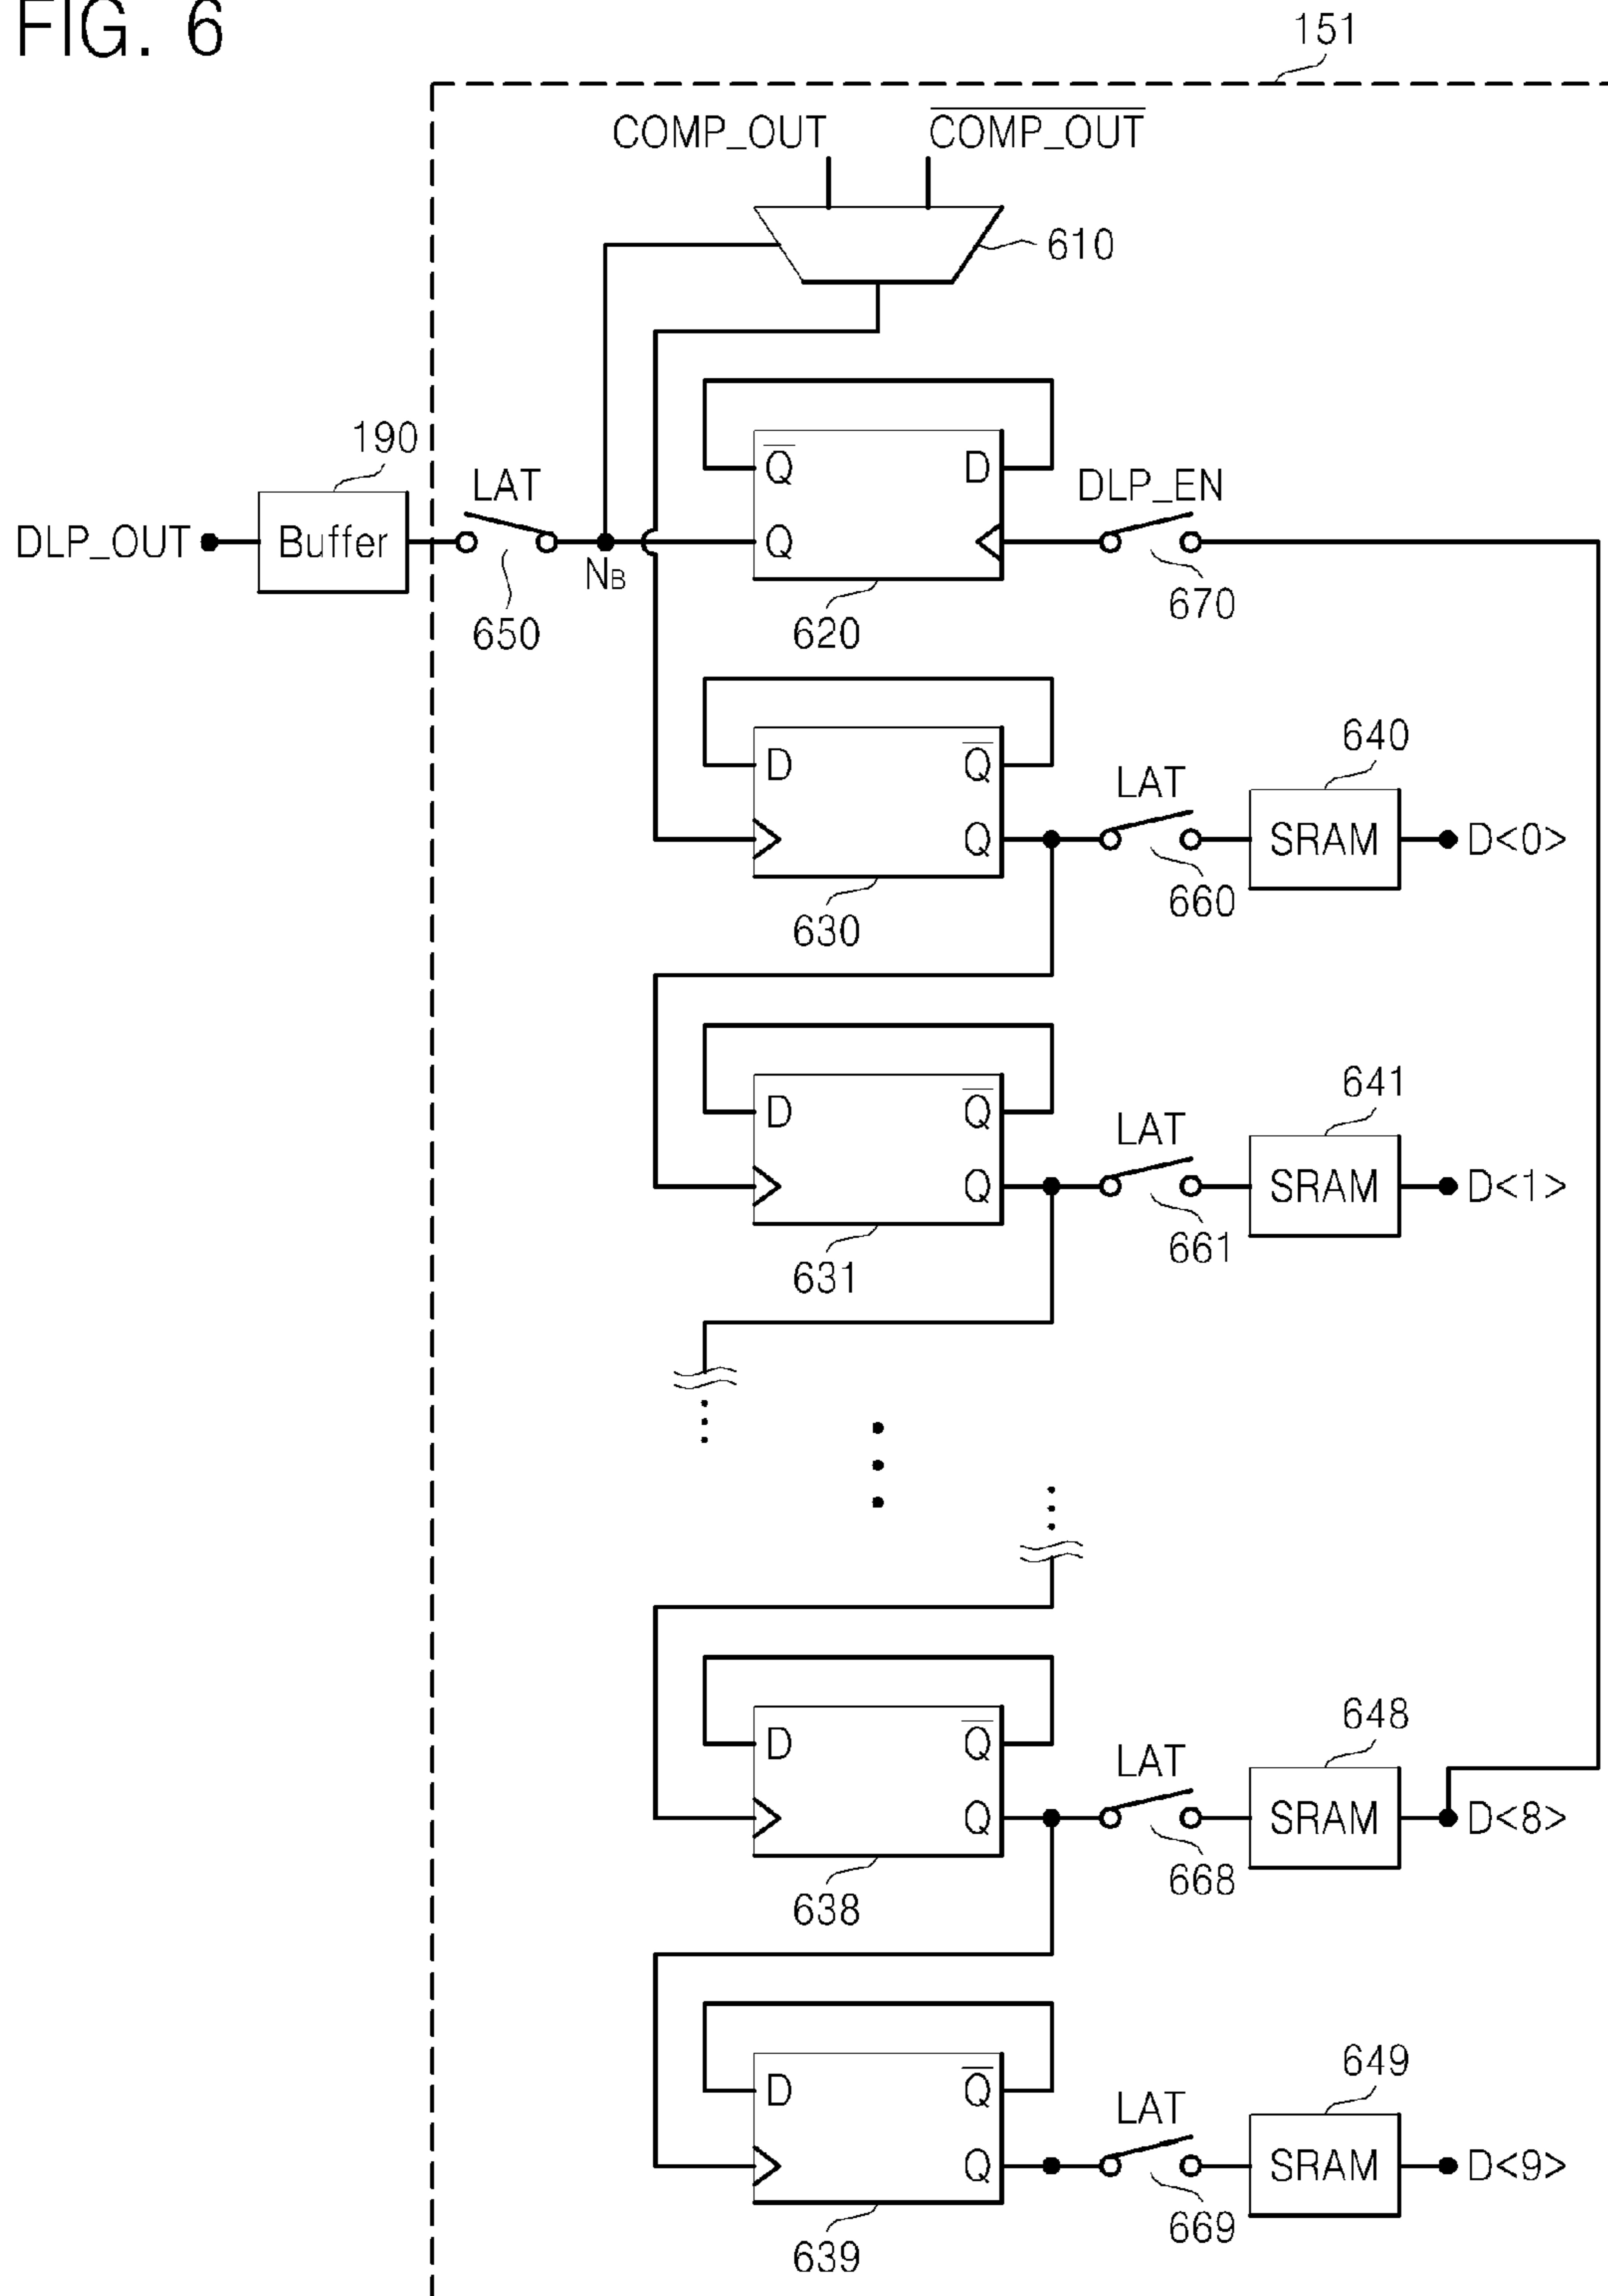 FIG. 6
151
COMP_OUT
COMP_OUT
610
190
Buffer
DLP_OUT
LAT
650
NB
Q
D
Q
620
DLP_EN
670
D
Q
Q
630
LAT
660
640
SRAM
D<0>
D
Q
Q
631
LAT
661
641
SRAM
D<1>
D
Q
Q
638
LAT
668
648
SRAM
D<8>
D
Q
Q
639
LAT
669
649
SRAM
D<9>